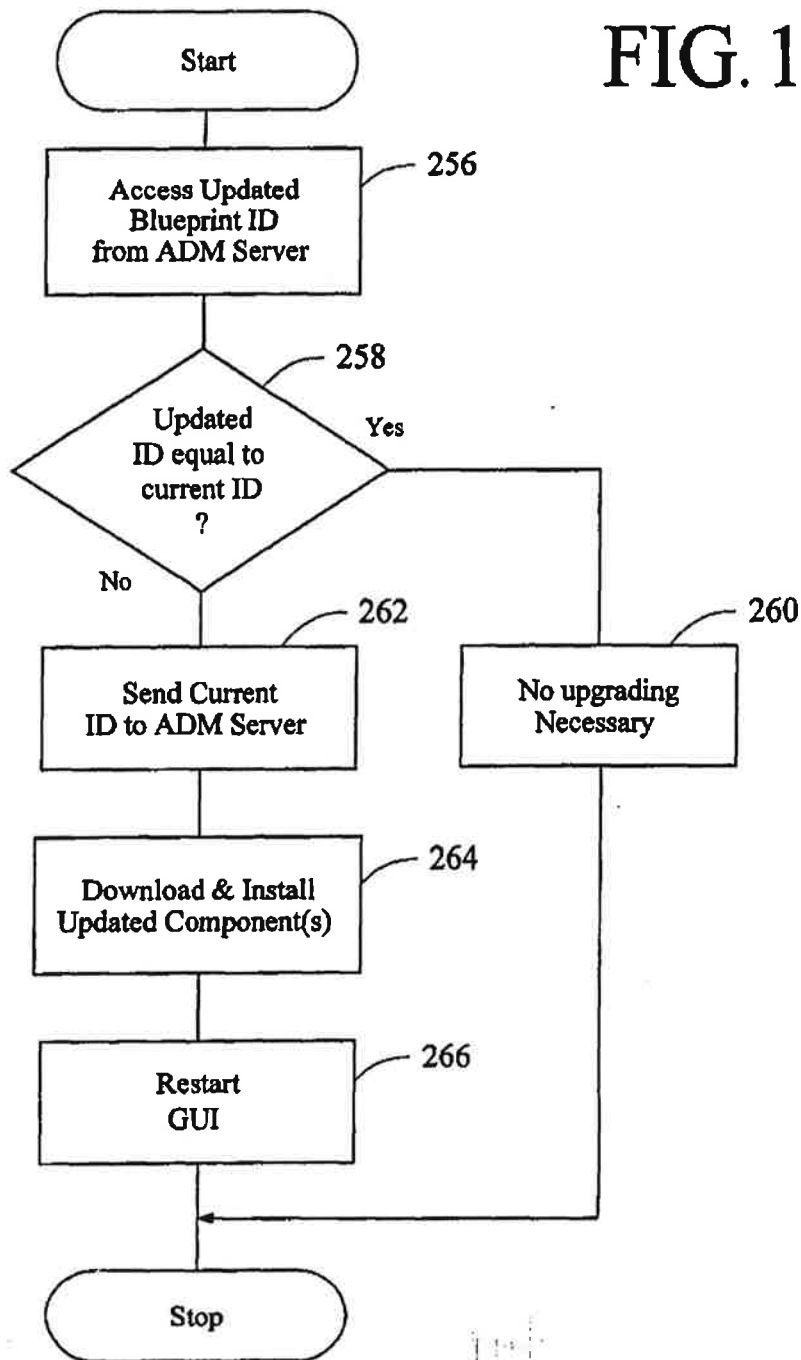 FIG. 1
Start
256
Access Updated
Blueprint ID
from ADM Server
258
Updated
ID equal to
current ID
?
Yes
No
262
260
Send Current
ID to ADM Server
No upgrading
Necessary
264
Download & Install
Updated Component(s)
266
Restart
GUI
Stop